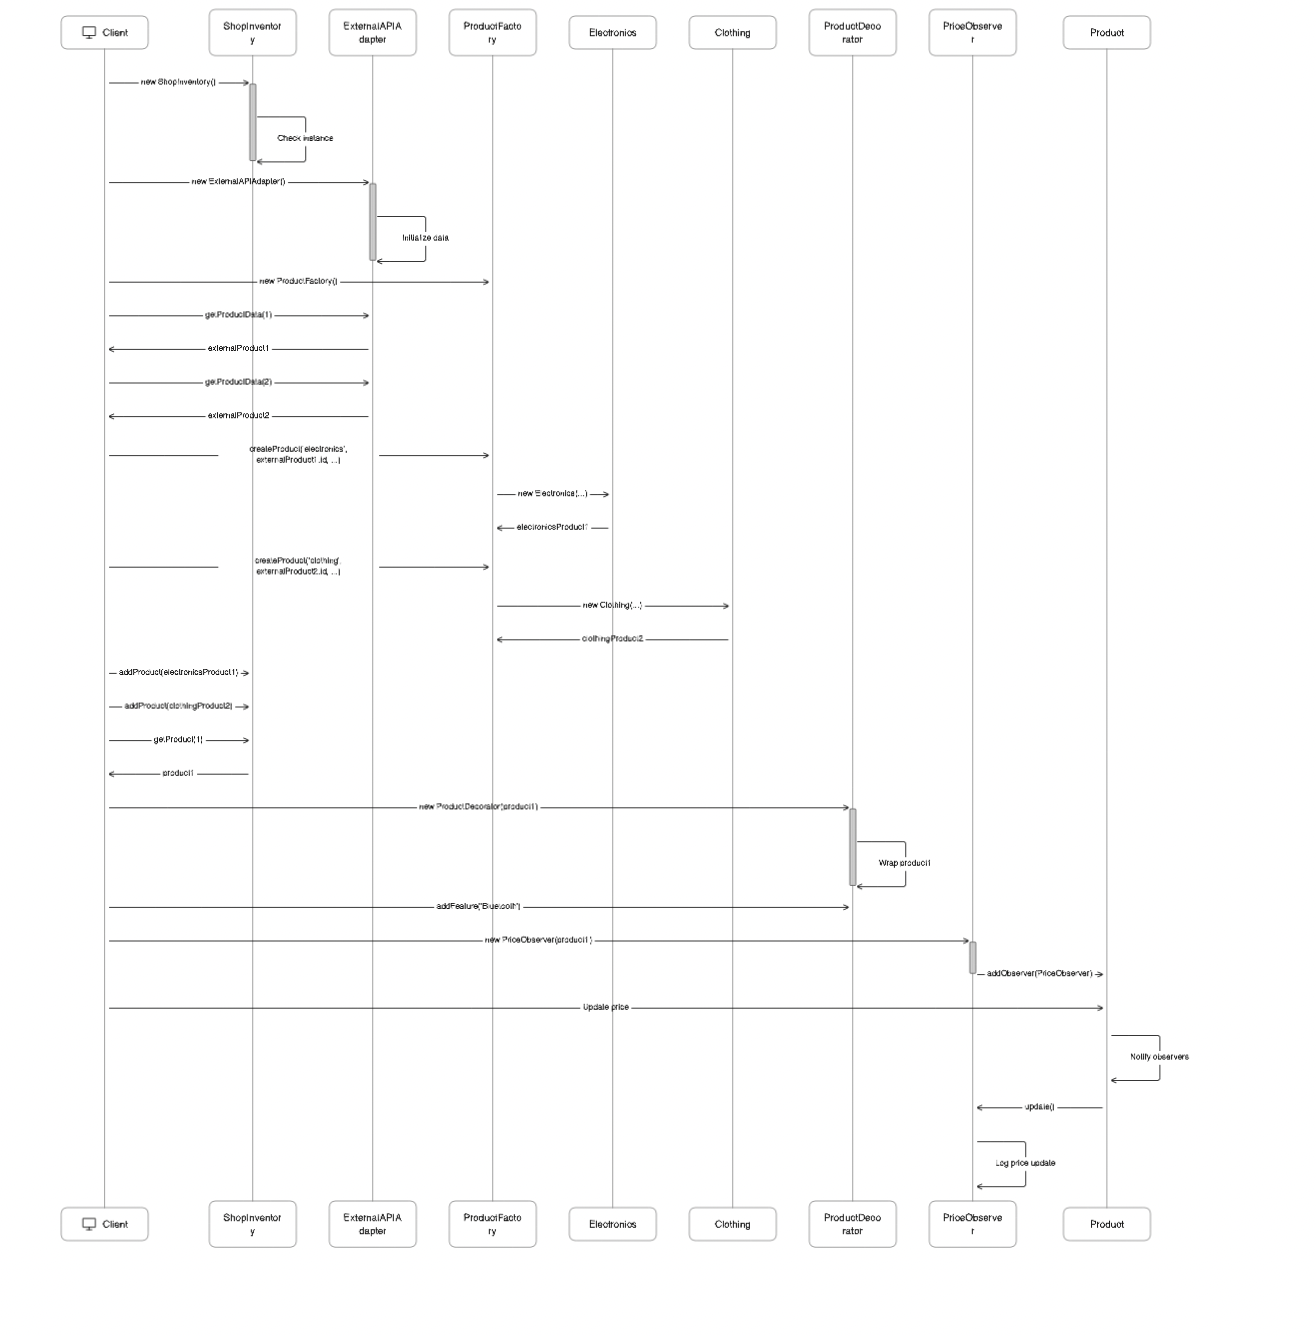 Client
ShopInventor
y
ExternalAPIA
dapter
ProductFacto
ry
Electronics
Clothing
ProductDeco
rator
PriceObserve
r
Product
new ShopInventory()
Check instance
new ExternalAPIAdapter()
Initialize data
new ProductFactory()
getProductData(1)
externalProduct1
getProductData(2)
externalProduct2
createProduct('electronics',
externalProduct1.id, ...)
new Electronics(...)
electronicsProduct1
createProduct('clothing',
externalProduct2.id, ...)
new Clothing(...)
clothingProduct2
addProduct(electronicsProduct1)
addProduct(clothingProduct2)
getProduct(1)
product1
new ProductDecorator(product1)
Wrap product1
addFeature("Bluetooth")
new PriceObserver(product1)
addObserver(PriceObserver)
Update price
Notify observers
update()
Log price update
Client
ShopInventor
y
ExternalAPIA
dapter
ProductFacto
ry
Electronics
Clothing
ProductDeco
rator
PriceObserve
r
Product